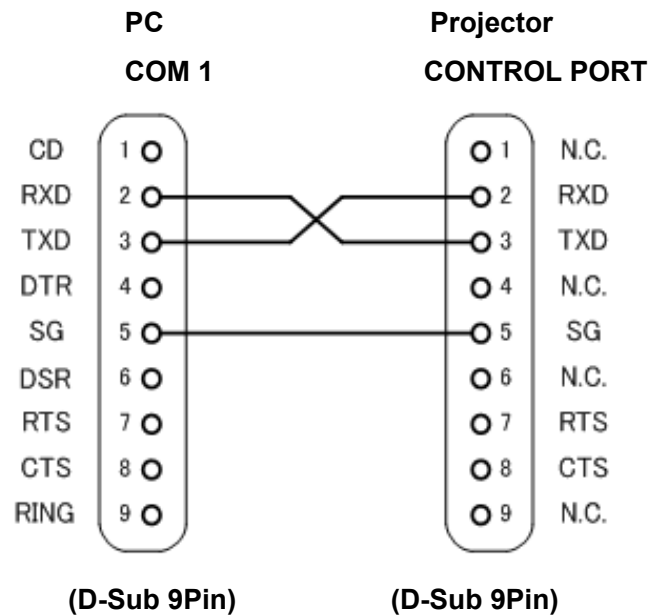 PC Projector
COM 1 CONTROL PORT
CD 1 1 N.C.
RXD 2 2 RXD
TXD 3 3 TXD
DTR 4 4 N.C.
SG 5 5 SG
DSR 6 6 N.C.
RTS 7 7 RTS
CTS 8 8 CTS
RING 9 9 N.C.
(D-Sub 9Pin) (D-Sub 9Pin)